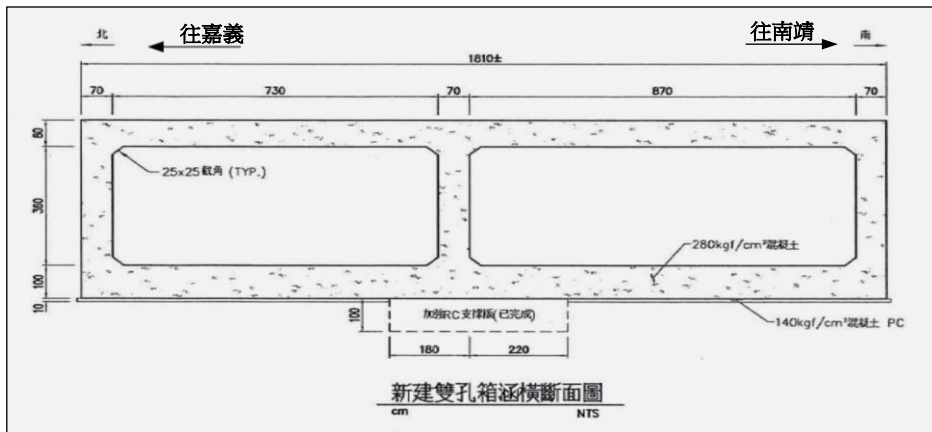 北
往嘉義
往南靖
南
1810±
70
730
70
870
70
80
360
100
10
25x25截角 (TYP.)
280kgf/cm²混凝土
100
加強RC支撐版(已完成)
140kgf/cm²混凝土 PC
180
220
新建雙孔箱涵橫斷面圖
cm
NTS